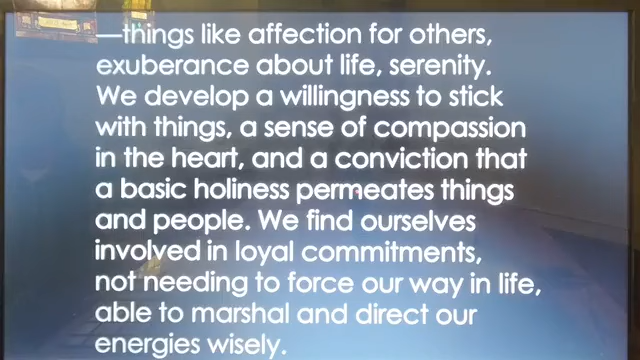 —things like affection for others,
exuberance about life, serenity.
We develop a willingness to stick
with things, a sense of compassion
in the heart, and a conviction that
a basic holiness permeates things
and people. We find ourselves
involved in loyal commitments,
not needing to force our way in life,
able to marshal and direct our
energies wisely.